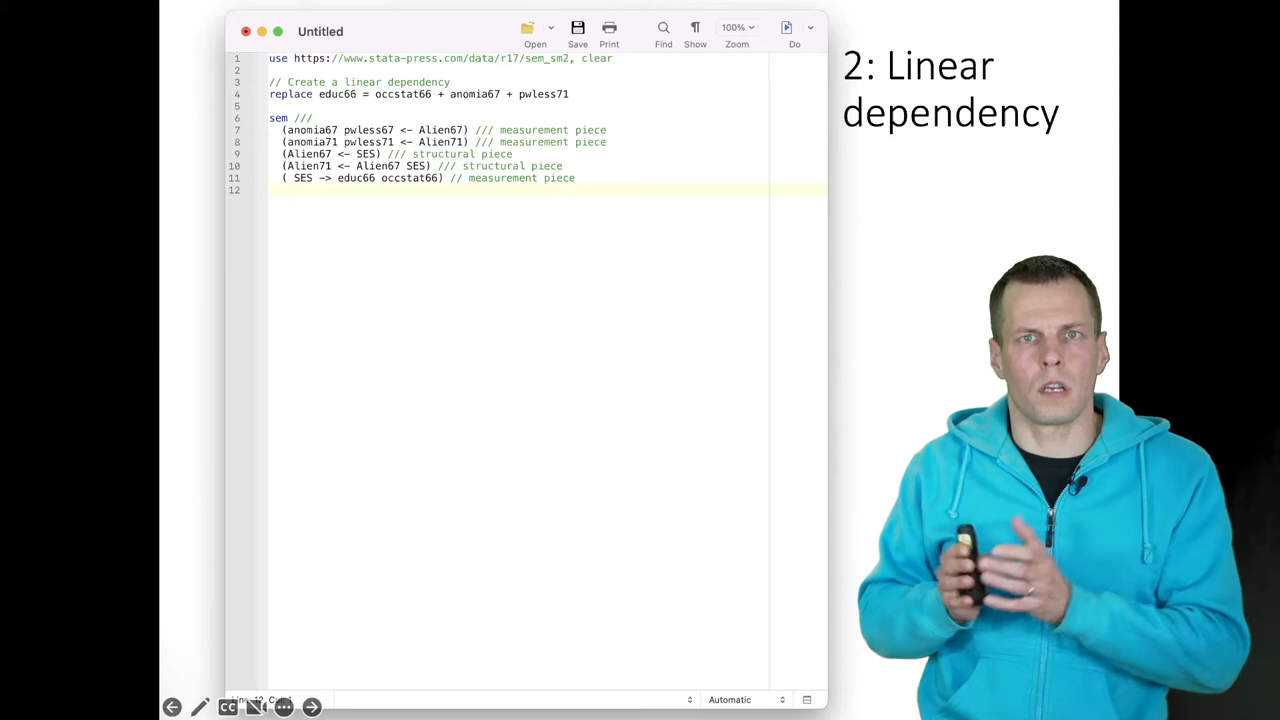 Untitled
Open
Save
Print
Find
Show
100%
Zoom
Do
1 use https://www.stata-press.com/data/r17/sem_sm2, clear
2
3 // Create a linear dependency
4 replace educ66 = occstat66 + anomia67 + pwless71
5
6 sem ///
7 (anomia67 pwless67 <- Alien67) /// measurement piece
8 (anomia71 pwless71 <- Alien71) /// measurement piece
9 (Alien67 <- SES) /// structural piece
10 (Alien71 <- Alien67 SES) /// structural piece
11 ( SES -> educ66 occstat66) // measurement piece
12
2: Linear
dependency
CC
Automatic